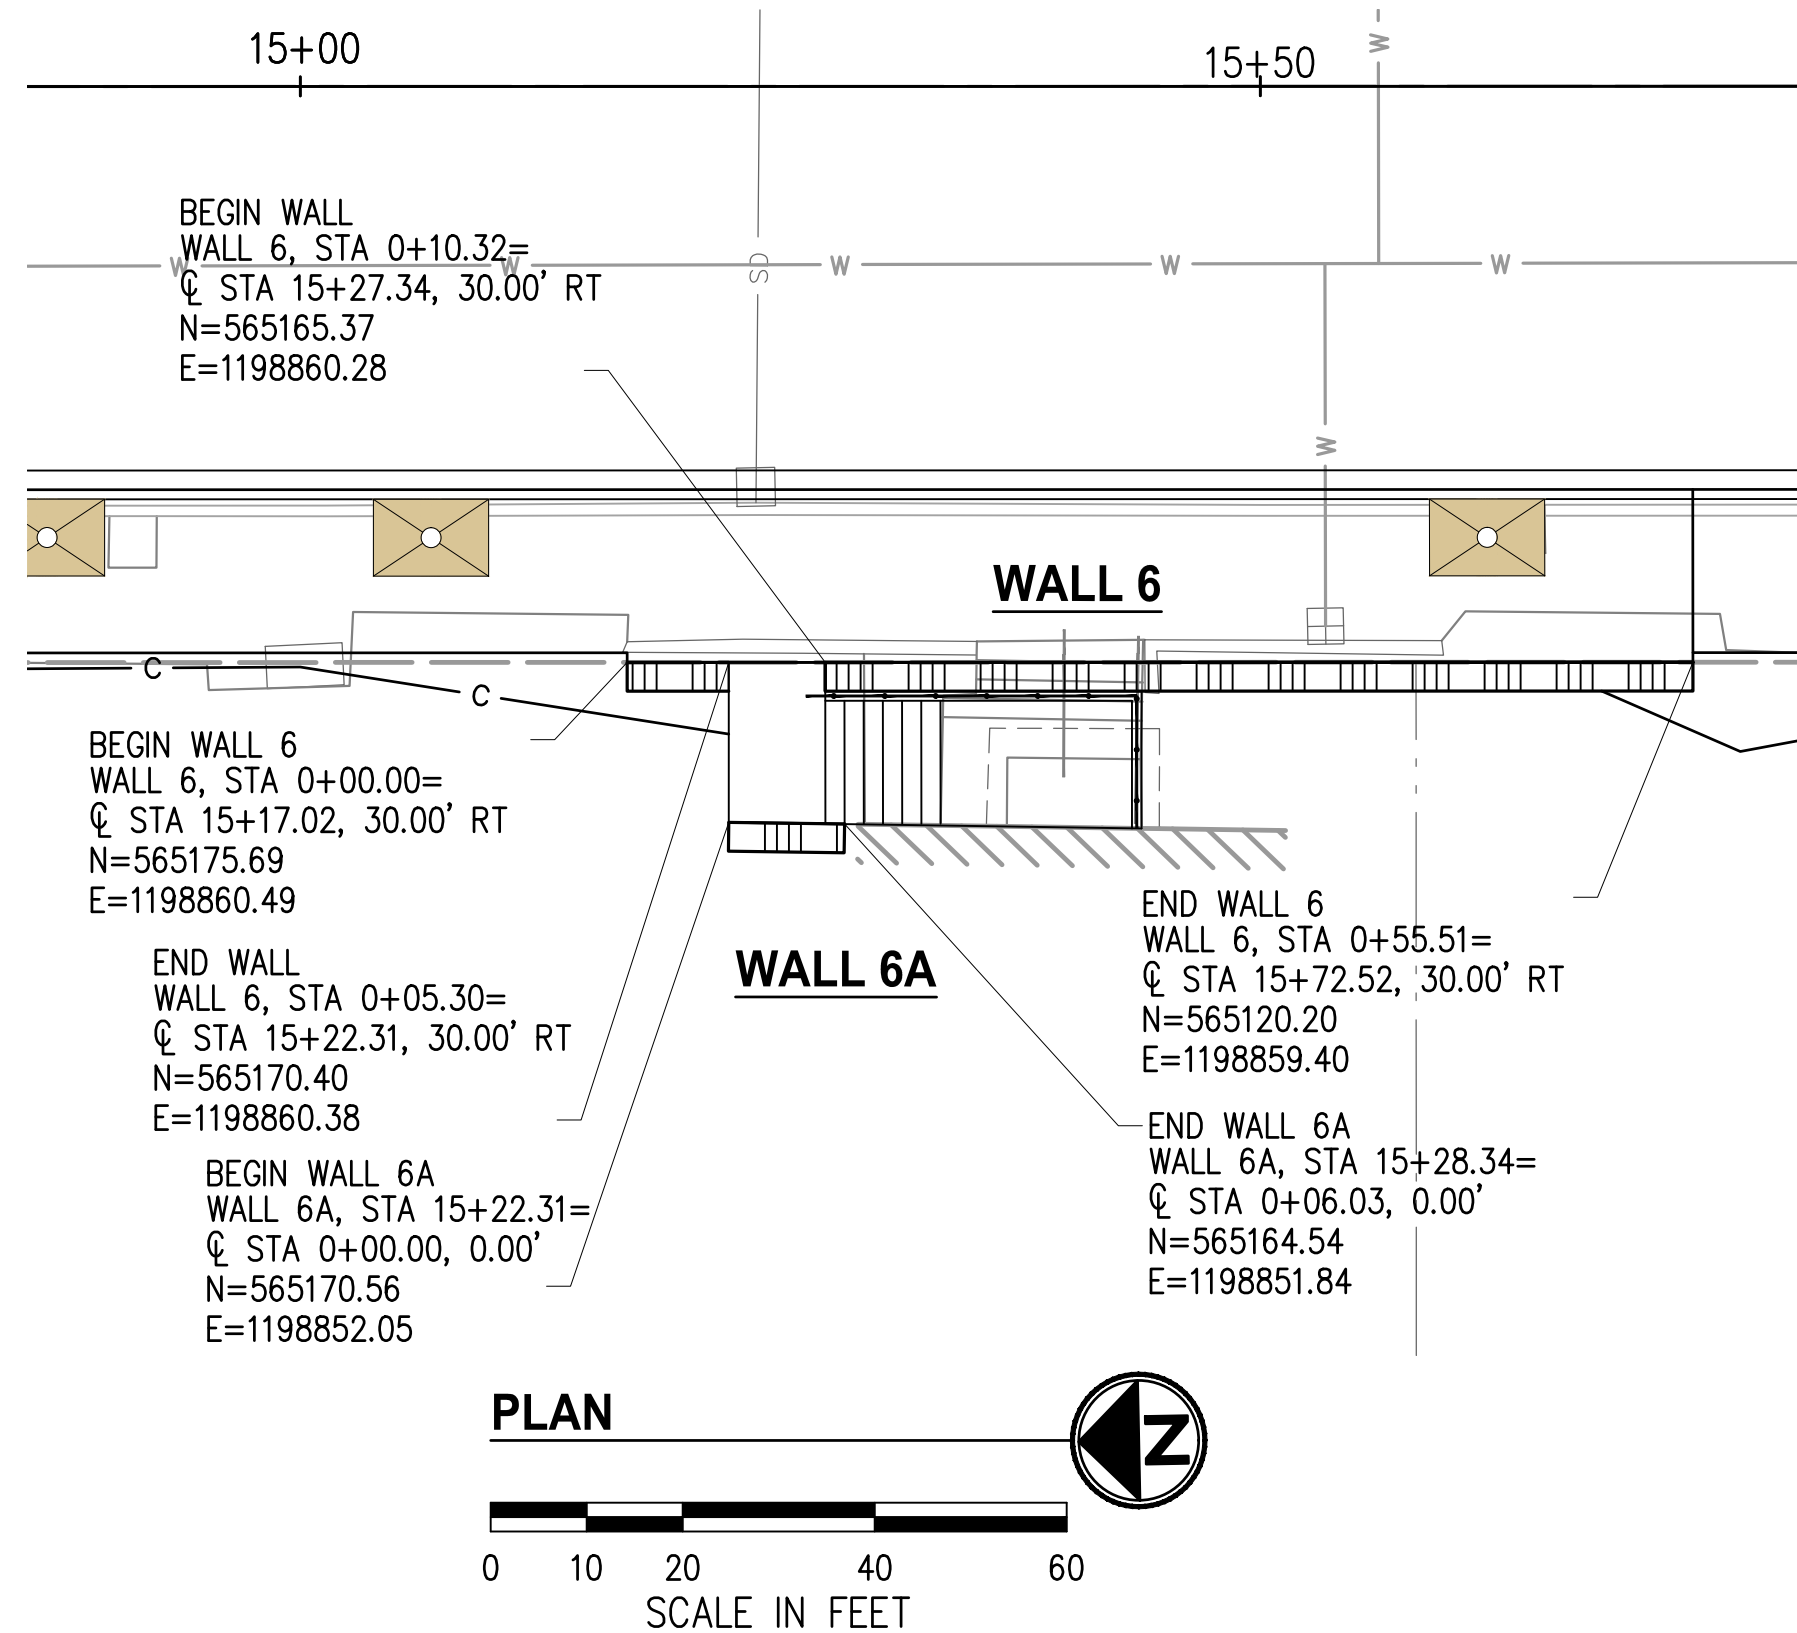 15+00
15+50
W
BEGIN WALL
WALL 6, STA 0+10.32=
℄ STA 15+27.34, 30.00' RT
N=565165.37
E=1198860.28
W W W W W
CS
W
WALL 6
C
C
BEGIN WALL 6
WALL 6, STA 0+00.00=
℄ STA 15+17.02, 30.00' RT
N=565175.69
E=1198860.49
END WALL
WALL 6, STA 0+05.30=
℄ STA 15+22.31, 30.00' RT
N=565170.40
E=1198860.38
BEGIN WALL 6A
WALL 6A, STA 15+22.31=
℄ STA 0+00.00, 0.00'
N=565170.56
E=1198852.05
WALL 6A
END WALL 6
WALL 6, STA 0+55.51=
℄ STA 15+72.52, 30.00' RT
N=565120.20
E=1198859.40
END WALL 6A
WALL 6A, STA 15+28.34=
℄ STA 0+06.03, 0.00'
N=565164.54
E=1198851.84
PLAN
N
0 10 20 40 60
SCALE IN FEET